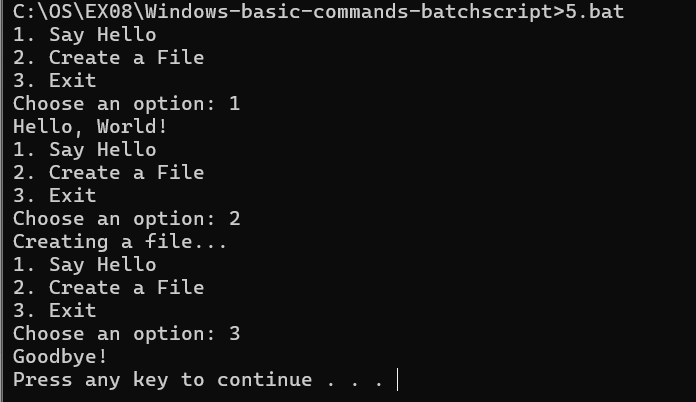 C:\OS\EX08\Windows-basic-commands-batchscript>5.bat
1. Say Hello
2. Create a File
3. Exit
Choose an option: 1
Hello, World!
1. Say Hello
2. Create a File
3. Exit
Choose an option: 2
Creating a file...
1. Say Hello
2. Create a File
3. Exit
Choose an option: 3
Goodbye!
Press any key to continue . . .